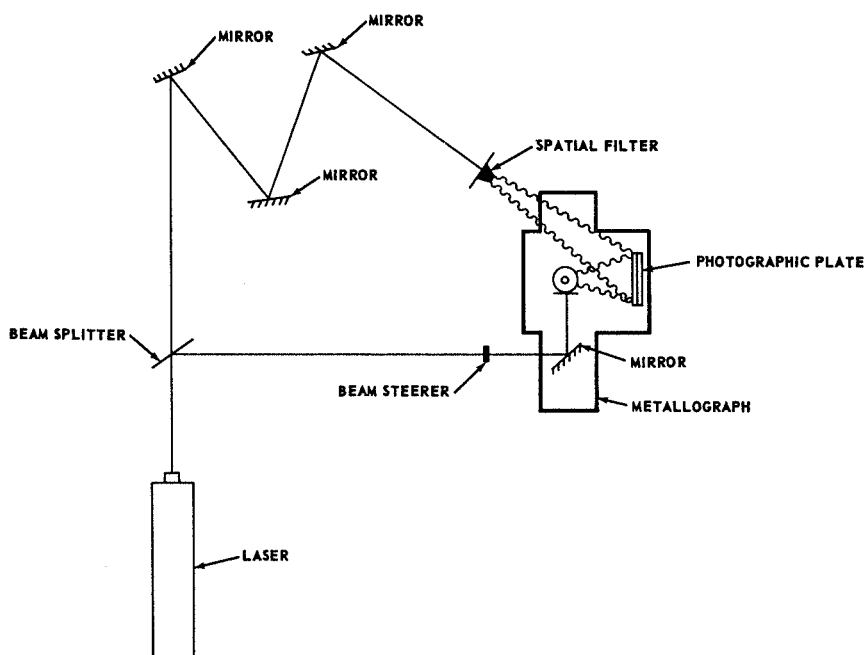 MIRROR
MIRROR
SPATIAL FILTER
MIRROR
PHOTOGRAPHIC PLATE
BEAM SPLITTER
MIRROR
BEAM STEERER
METALLOGRAPH
LASER